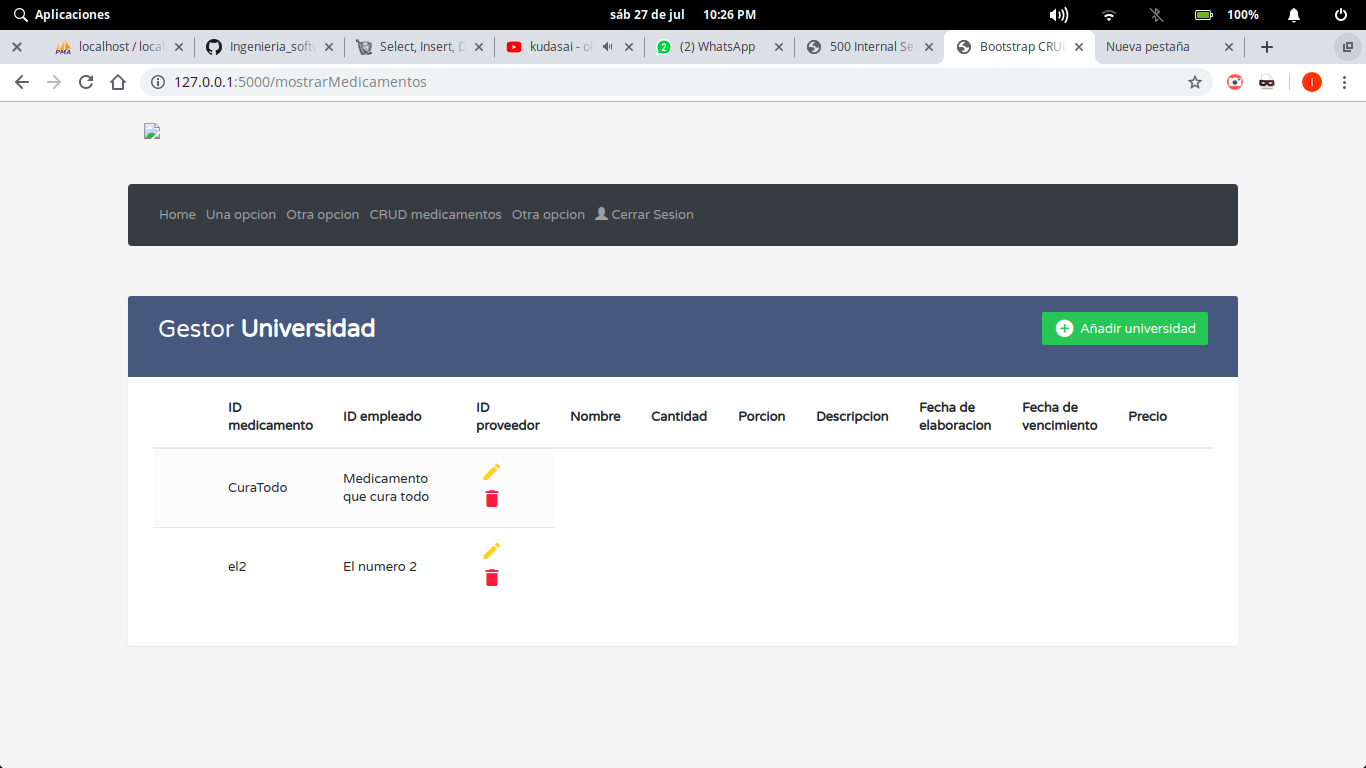 Aplicaciones sáb 27 de jul 10:26 PM 100%
localhost / local Ingenieria_softw Select, Insert, D kudasai - ol (2) WhatsApp 500 Internal Se Bootstrap CRUD Nueva pestaña
127.0.0.1:5000/mostrarMedicamentos I
Home Una opcion Otra opcion CRUD medicamentos Otra opcion Cerrar Sesion
Gestor Universidad Añadir universidad
ID medicamento ID empleado ID proveedor Nombre Cantidad Porcion Descripcion Fecha de elaboracion Fecha de vencimiento Precio
CuraTodo Medicamento que cura todo
el2 El numero 2